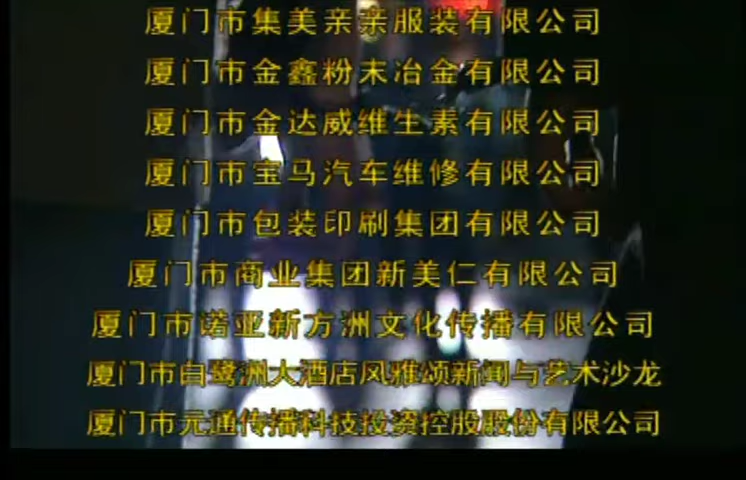 厦门市集美亲亲服装有限公司
厦门市金鑫粉末冶金有限公司
厦门市金达威维生素有限公司
厦门市宝马汽车维修有限公司
厦门市包装印刷集团有限公司
厦门市商业集团新美仁有限公司
厦门市诺亚新方洲文化传播有限公司
厦门市白鹭洲大酒店风雅颂新闻与艺术沙龙
厦门市元通传播科技投资控股股份有限公司